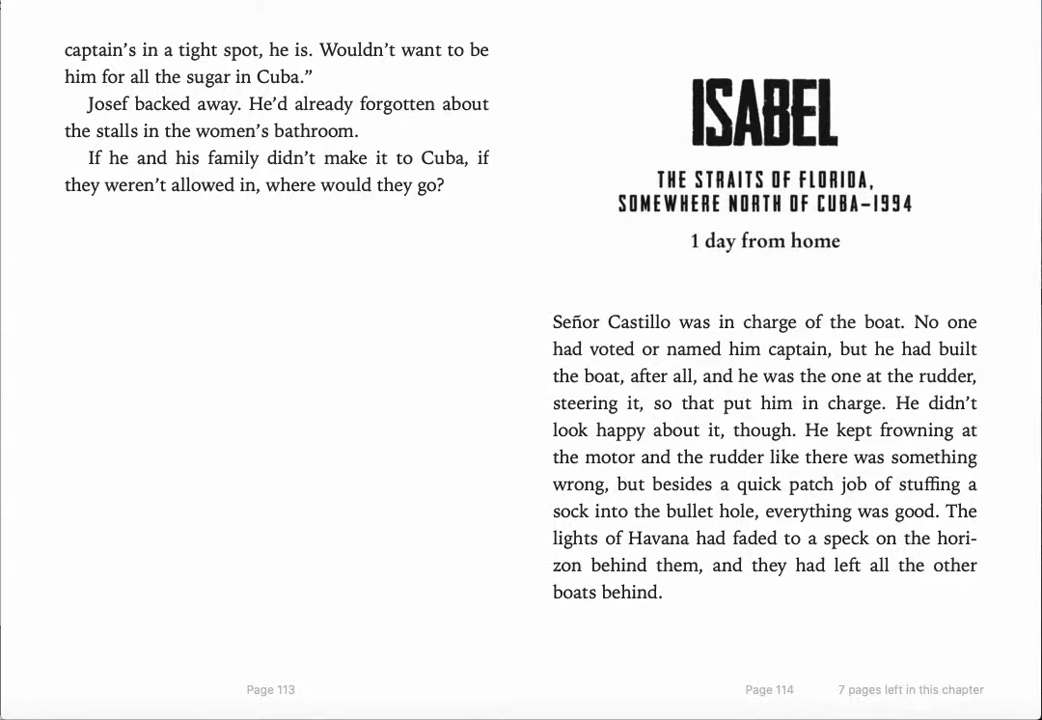 captain’s in a tight spot, he is. Wouldn’t want to be
him for all the sugar in Cuba.”
Josef backed away. He’d already forgotten about
the stalls in the women’s bathroom.
If he and his family didn’t make it to Cuba, if
they weren’t allowed in, where would they go?
Page 113
ISABEL
THE STRAITS OF FLORIDA,
SOMEWHERE NORTH OF CUBA–1994
1 day from home
Señor Castillo was in charge of the boat. No one
had voted or named him captain, but he had built
the boat, after all, and he was the one at the rudder,
steering it, so that put him in charge. He didn’t
look happy about it, though. He kept frowning at
the motor and the rudder like there was something
wrong, but besides a quick patch job of stuffing a
sock into the bullet hole, everything was good. The
lights of Havana had faded to a speck on the hori-
zon behind them, and they had left all the other
boats behind.
Page 114
7 pages left in this chapter